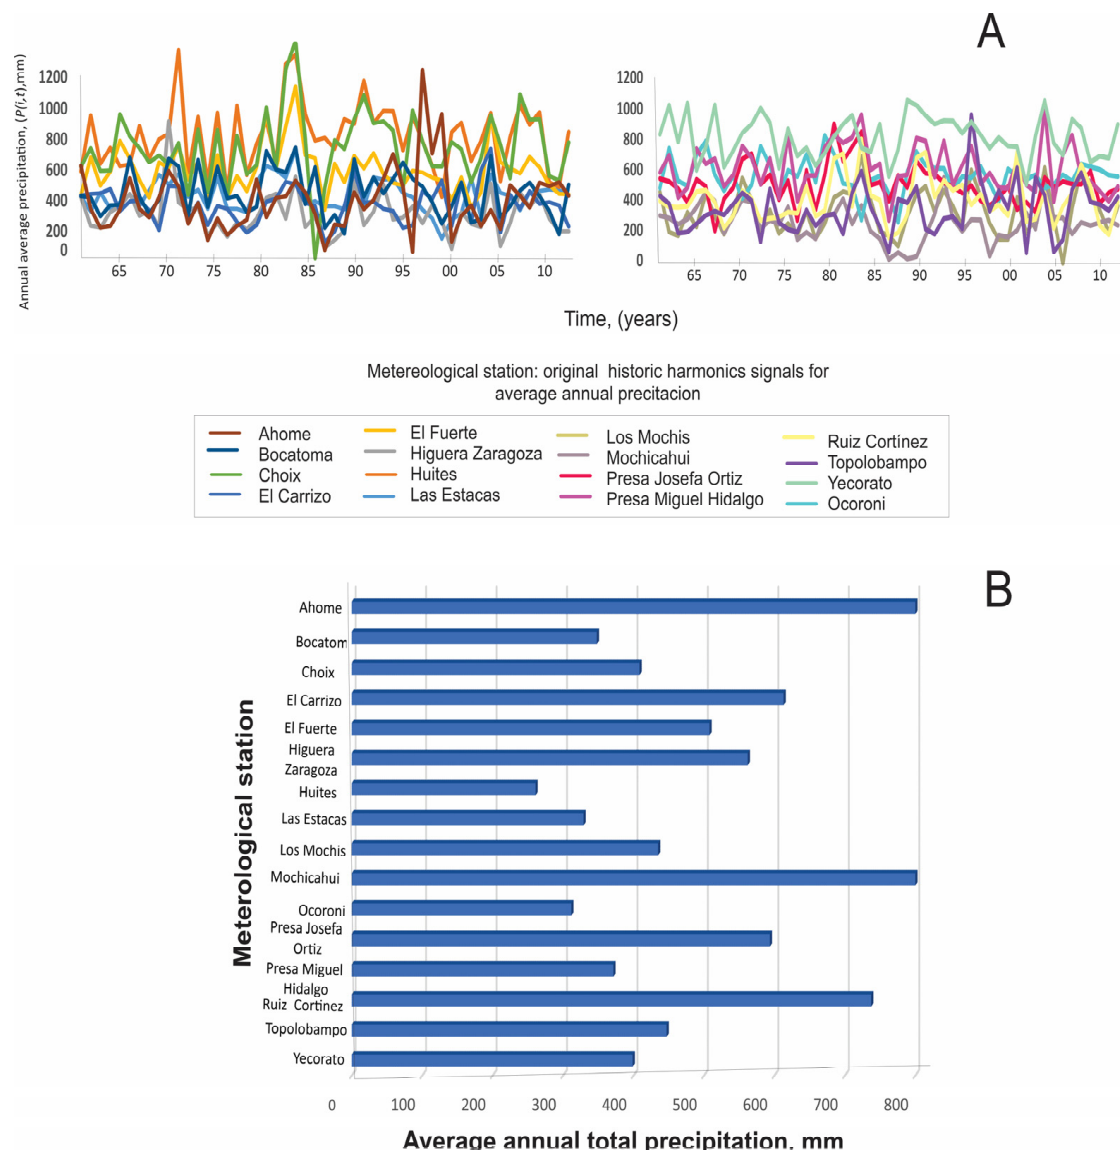 A
Annual average precipitation, (P(i,t),mm)
1200
1000
800
600
400
200
0
65 70 75 80 85 90 95 00 05 10
1200
1000
800
600
400
200
0
65 70 75 80 85 90 95 00 05 10
Time, (years)
Metereological station: original historic harmonics signals for
average annual precitacion
Ahome
Bocatoma
Choix
El Carrizo
El Fuerte
Higuera Zaragoza
Huites
Las Estacas
Los Mochis
Mochicahui
Presa Josefa Ortiz
Presa Miguel Hidalgo
Ruiz Cortinez
Topolobampo
Yecorato
Ocoroni
B
Meterological station
Ahome
Bocatom
Choix
El Carrizo
El Fuerte
Higuera
Zaragoza
Huites
Las Estacas
Los Mochis
Mochicahui
Ocoroni
Presa Josefa
Ortiz
Presa Miguel
Hidalgo
Ruiz Cortinez
Topolobampo
Yecorato
0 100 200 300 400 500 600 700 800
Average annual total precipitation, mm